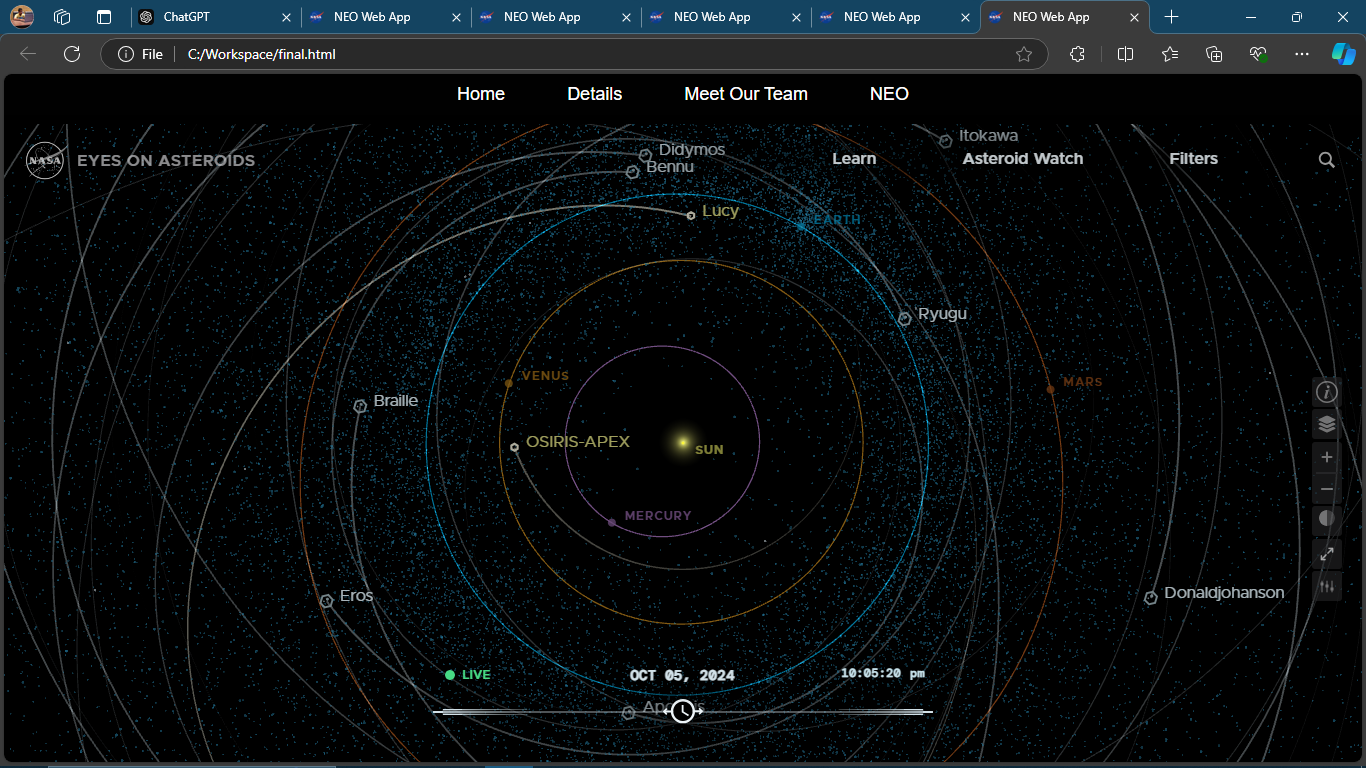 ChatGPT
NEO Web App
NEO Web App
NEO Web App
NEO Web App
NEO Web App
File
C:/Workspace/final.html
Home
Details
Meet Our Team
NEO
NASA
EYES ON ASTEROIDS
Learn
Asteroid Watch
Filters
Itokawa
Didymos
Bennu
Lucy
EARTH
Ryugu
VENUS
MARS
Braille
OSIRIS-APEX
SUN
MERCURY
Eros
Donaldjohanson
LIVE
OCT 05, 2024
10:05:20 pm